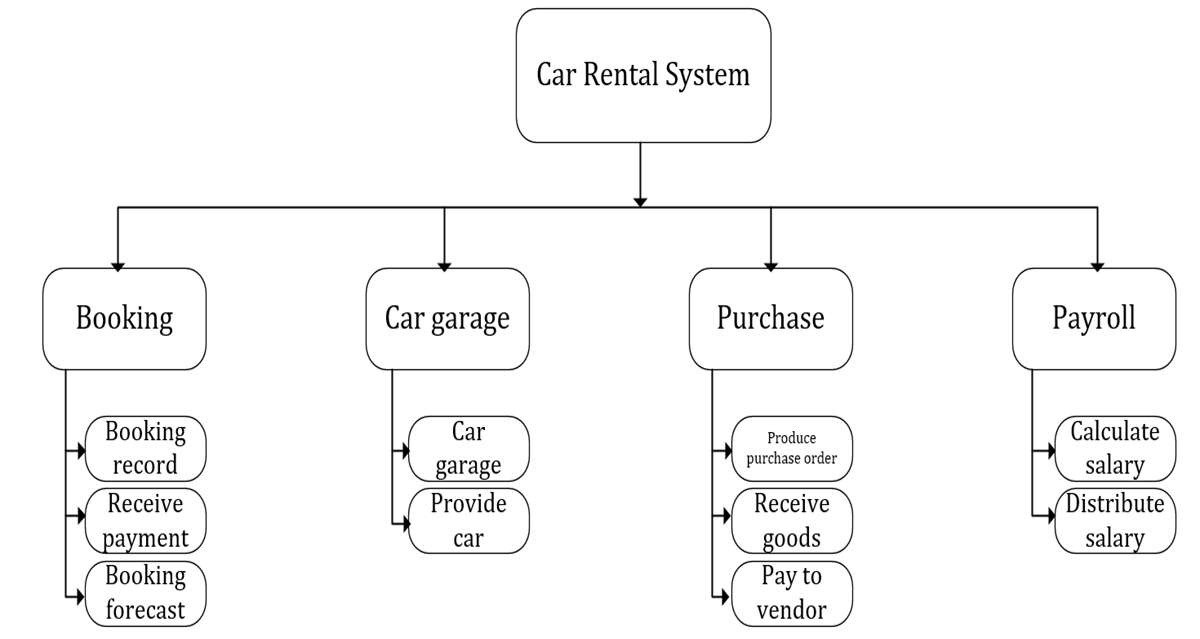 Car Rental System
Booking
Car garage
Purchase
Payroll
Booking
record
Receive
payment
Booking
forecast
Car
garage
Provide
car
Produce
purchase order
Receive
goods
Pay to
vendor
Calculate
salary
Distribute
salary